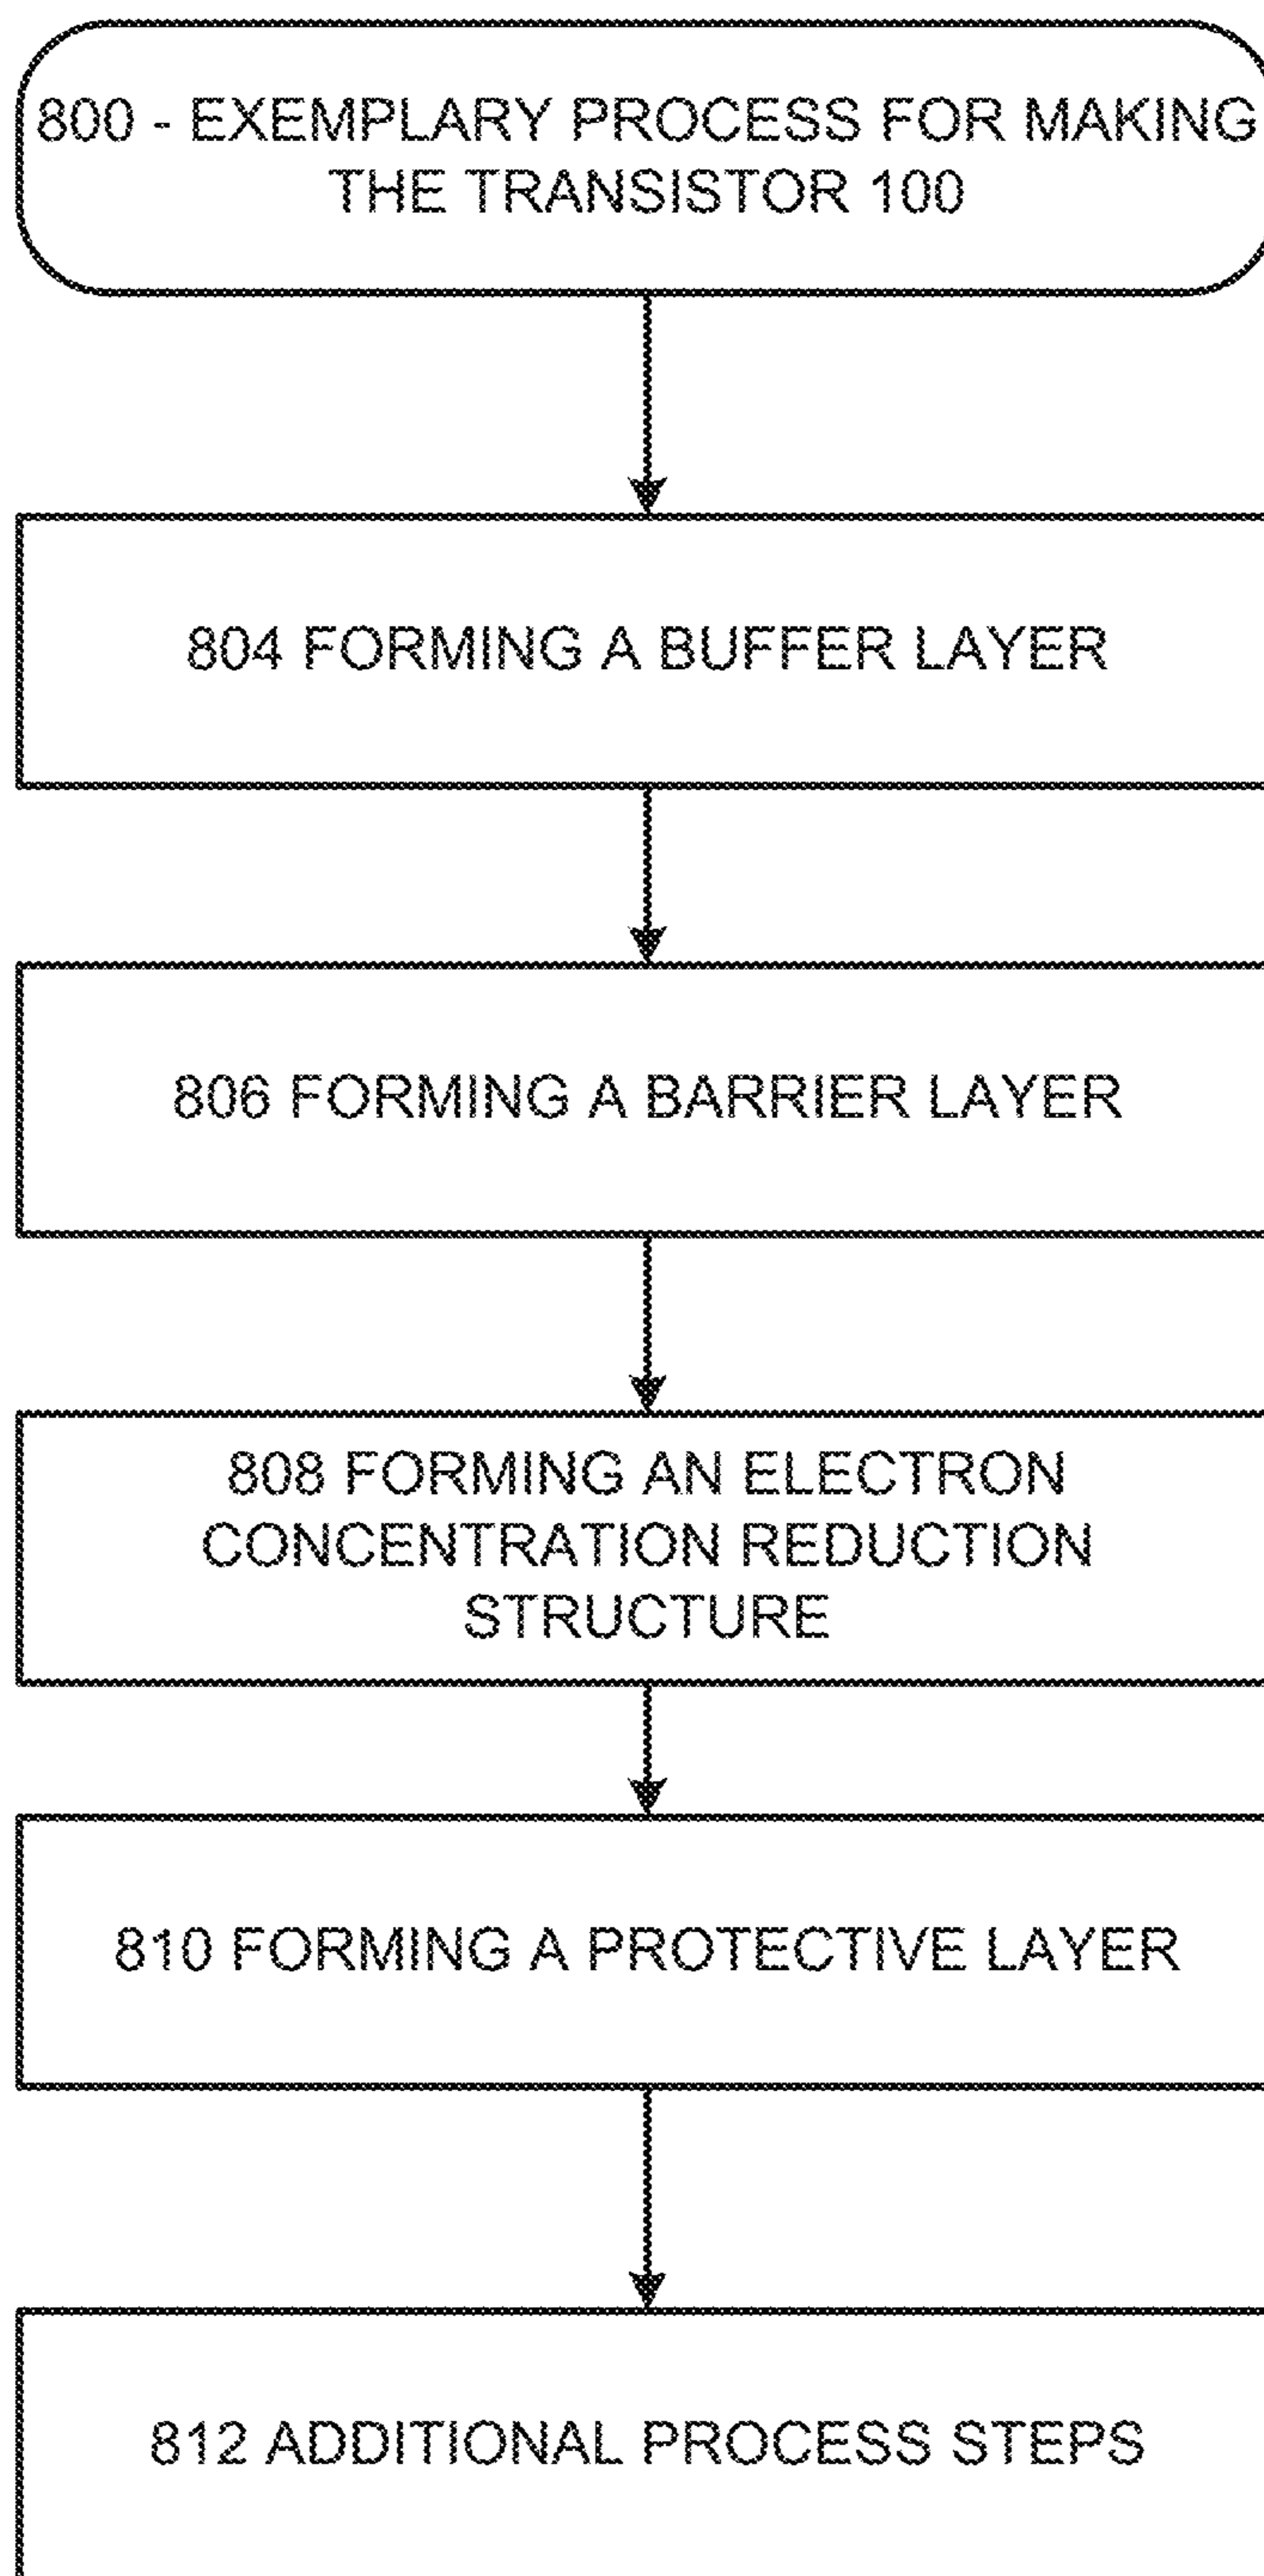 800 - EXEMPLARY PROCESS FOR MAKING
THE TRANSISTOR 100
804 FORMING A BUFFER LAYER
806 FORMING A BARRIER LAYER
808 FORMING AN ELECTRON
CONCENTRATION REDUCTION
STRUCTURE
810 FORMING A PROTECTIVE LAYER
812 ADDITIONAL PROCESS STEPS